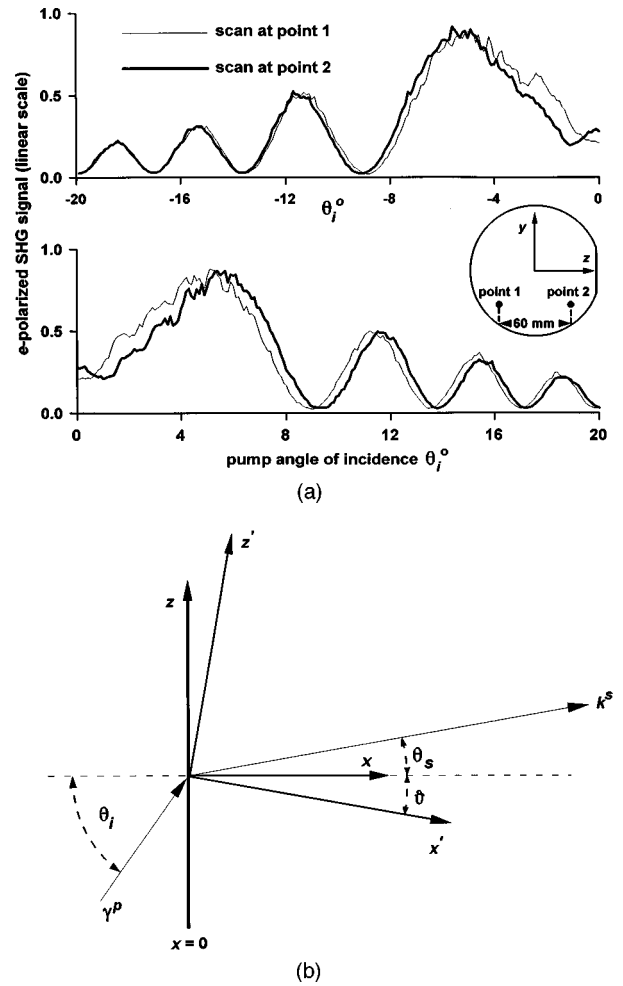 1.0
scan at point 1
scan at point 2
0.5
0.0
-20 -16 -12 -8 -4 0
θi°
e-polarized SHG signal (linear scale)
y
z
point 1 point 2
60 mm
1.0
0.5
0.0
0 4 8 12 16 20
pump angle of incidence θi°
(a)
z'
z
k^s
θs
x
ϑ
x'
θi
γ^p
x = 0
(b)